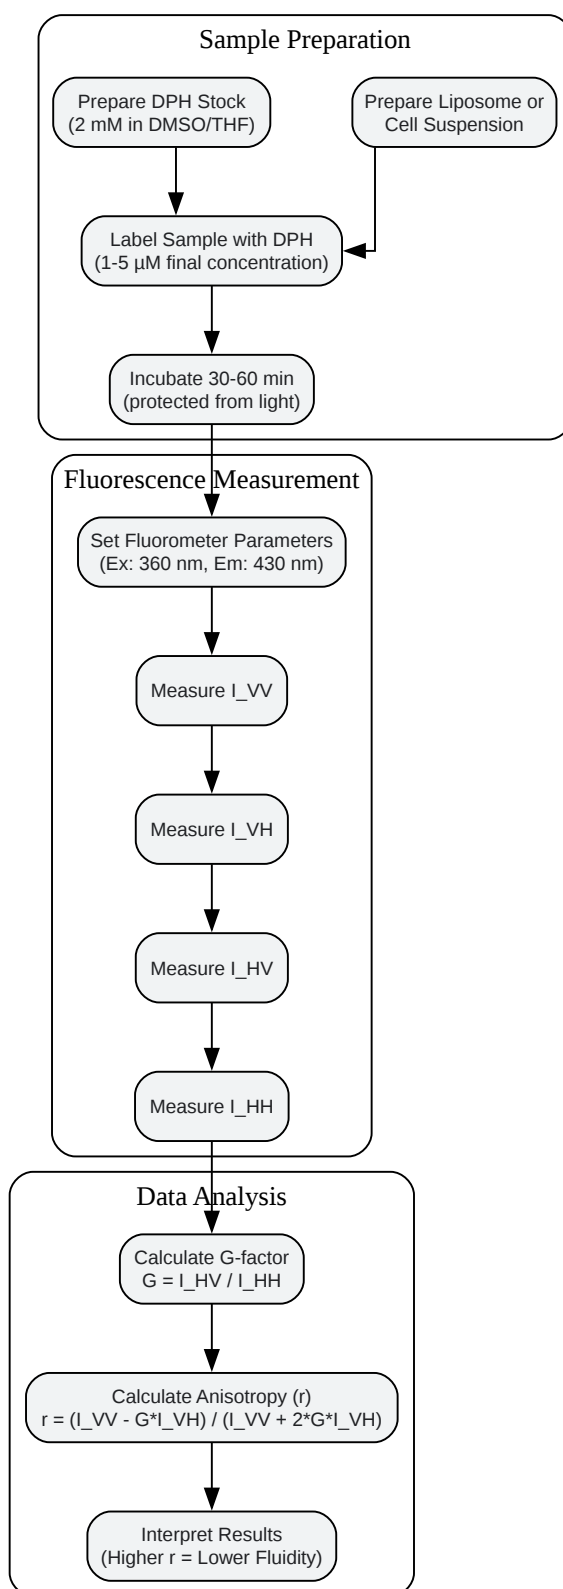 Sample Preparation
Prepare DPH Stock
(2 mM in DMSO/THF)
Prepare Liposome or
Cell Suspension
Label Sample with DPH
(1-5 µM final concentration)
Incubate 30-60 min
(protected from light)
Fluorescence Measurement
Set Fluorometer Parameters
(Ex: 360 nm, Em: 430 nm)
Measure I_VV
Measure I_VH
Measure I_HV
Measure I_HH
Data Analysis
Calculate G-factor
G = I_HV / I_HH
Calculate Anisotropy (r)
r = (I_VV - G*I_VH) / (I_VV + 2*G*I_VH)
Interpret Results
(Higher r = Lower Fluidity)